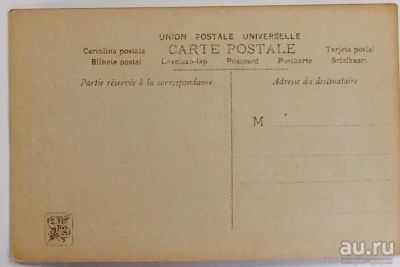 UNION POSTALE UNIVERSELLE
CARTE POSTALE
Cartolina postale Tarjeta postal
Bilhete postal Levelezo-lap Postcard Postkarte Briefkaart
Partie réservée à la correspondance Adresse du destinataire
M
au.ru